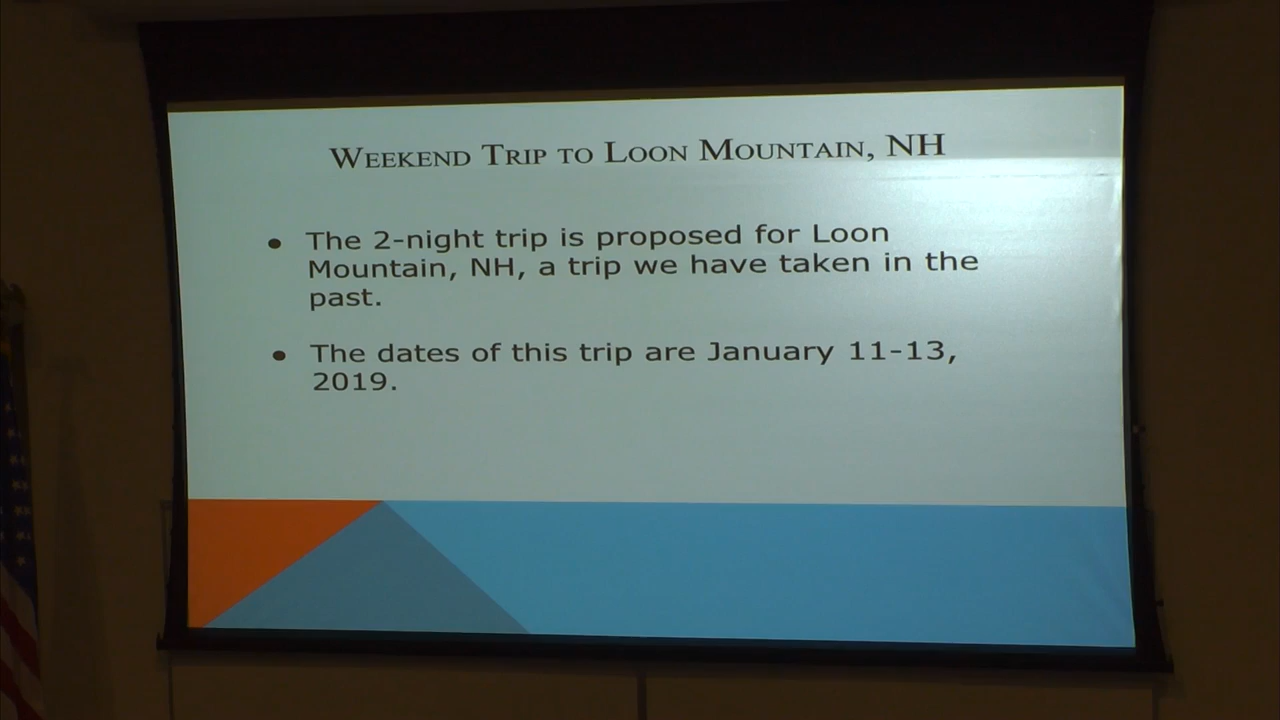 WEEKEND TRIP TO LOON MOUNTAIN, NH
• The 2-night trip is proposed for Loon
Mountain, NH, a trip we have taken in the
past.
• The dates of this trip are January 11-13,
2019.